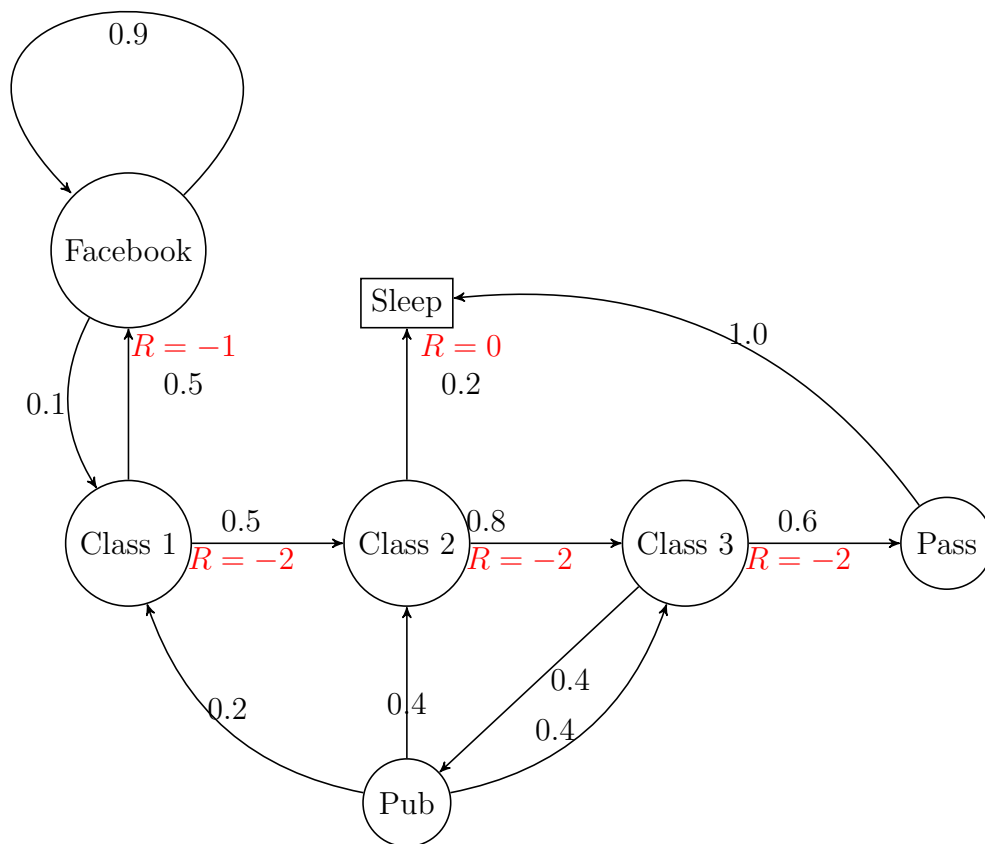 0.9
Facebook
Sleep
R = −1
R = 0
1.0
0.5
0.2
0.1
0.5
0.8
0.6
Class 1
Class 2
Class 3
Pass
R = −2
R = −2
R = −2
0.4
0.2
0.4
0.4
Pub